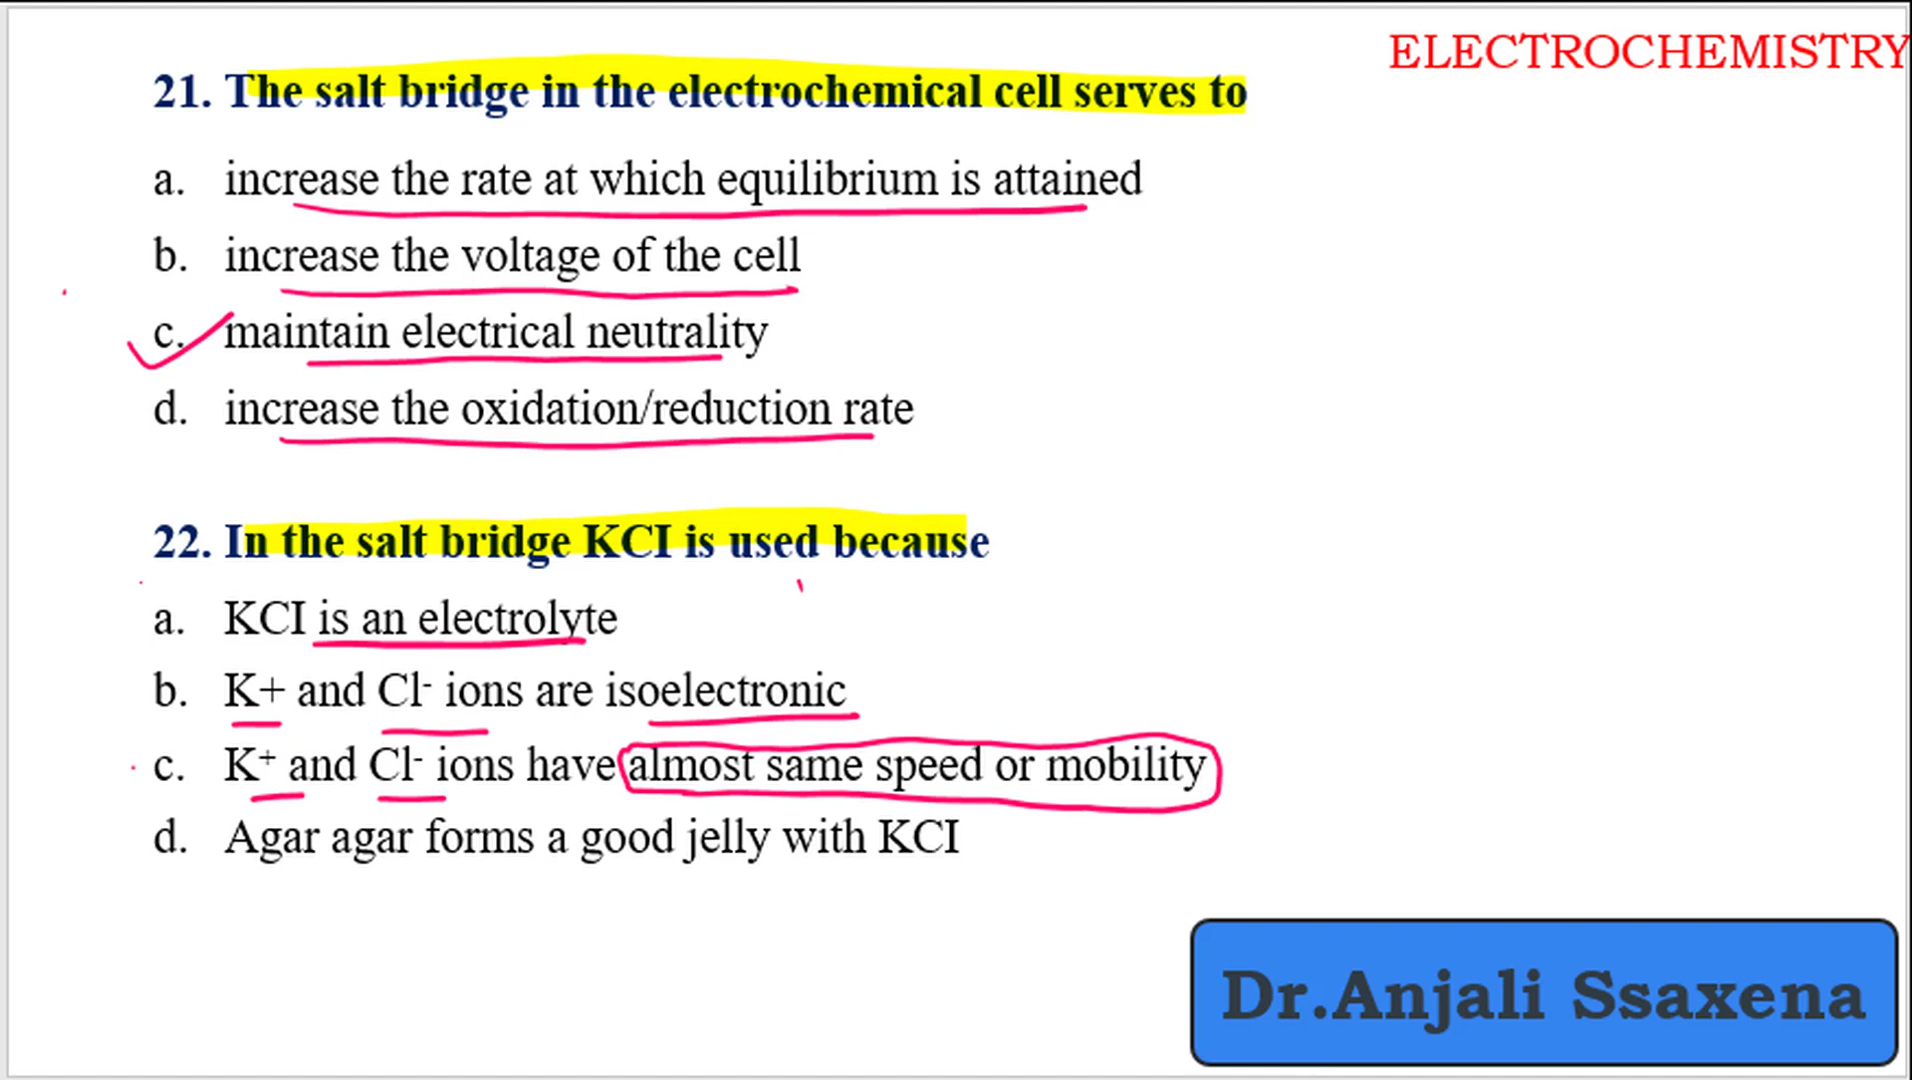 ELECTROCHEMISTRY
21. The salt bridge in the electrochemical cell serves to
a. increase the rate at which equilibrium is attained
b. increase the voltage of the cell
c. maintain electrical neutrality
d. increase the oxidation/reduction rate
22. In the salt bridge KCI is used because
a. KCI is an electrolyte
b. K+ and Cl⁻ ions are isoelectronic
c. K⁺ and Cl⁻ ions have almost same speed or mobility
d. Agar agar forms a good jelly with KCI
Dr.Anjali Ssaxena